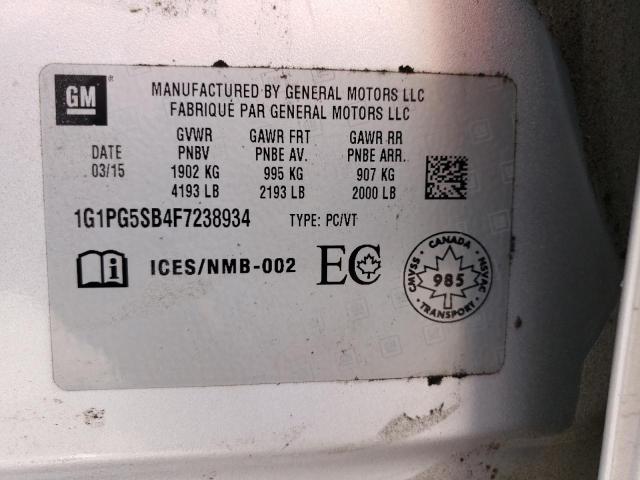 GM ®
MANUFACTURED BY GENERAL MOTORS LLC
FABRIQUÉ PAR GENERAL MOTORS LLC
DATE
03/15
GVWR
PNBV
1902 KG
4193 LB
GAWR FRT
PNBE AV.
995 KG
2193 LB
GAWR RR
PNBE ARR.
907 KG
2000 LB
1G1PG5SB4F7238934 TYPE: PC/VT
i ICES/NMB-002 EC
CANADA
CMVSS 985 NSVAC
TRANSPORT